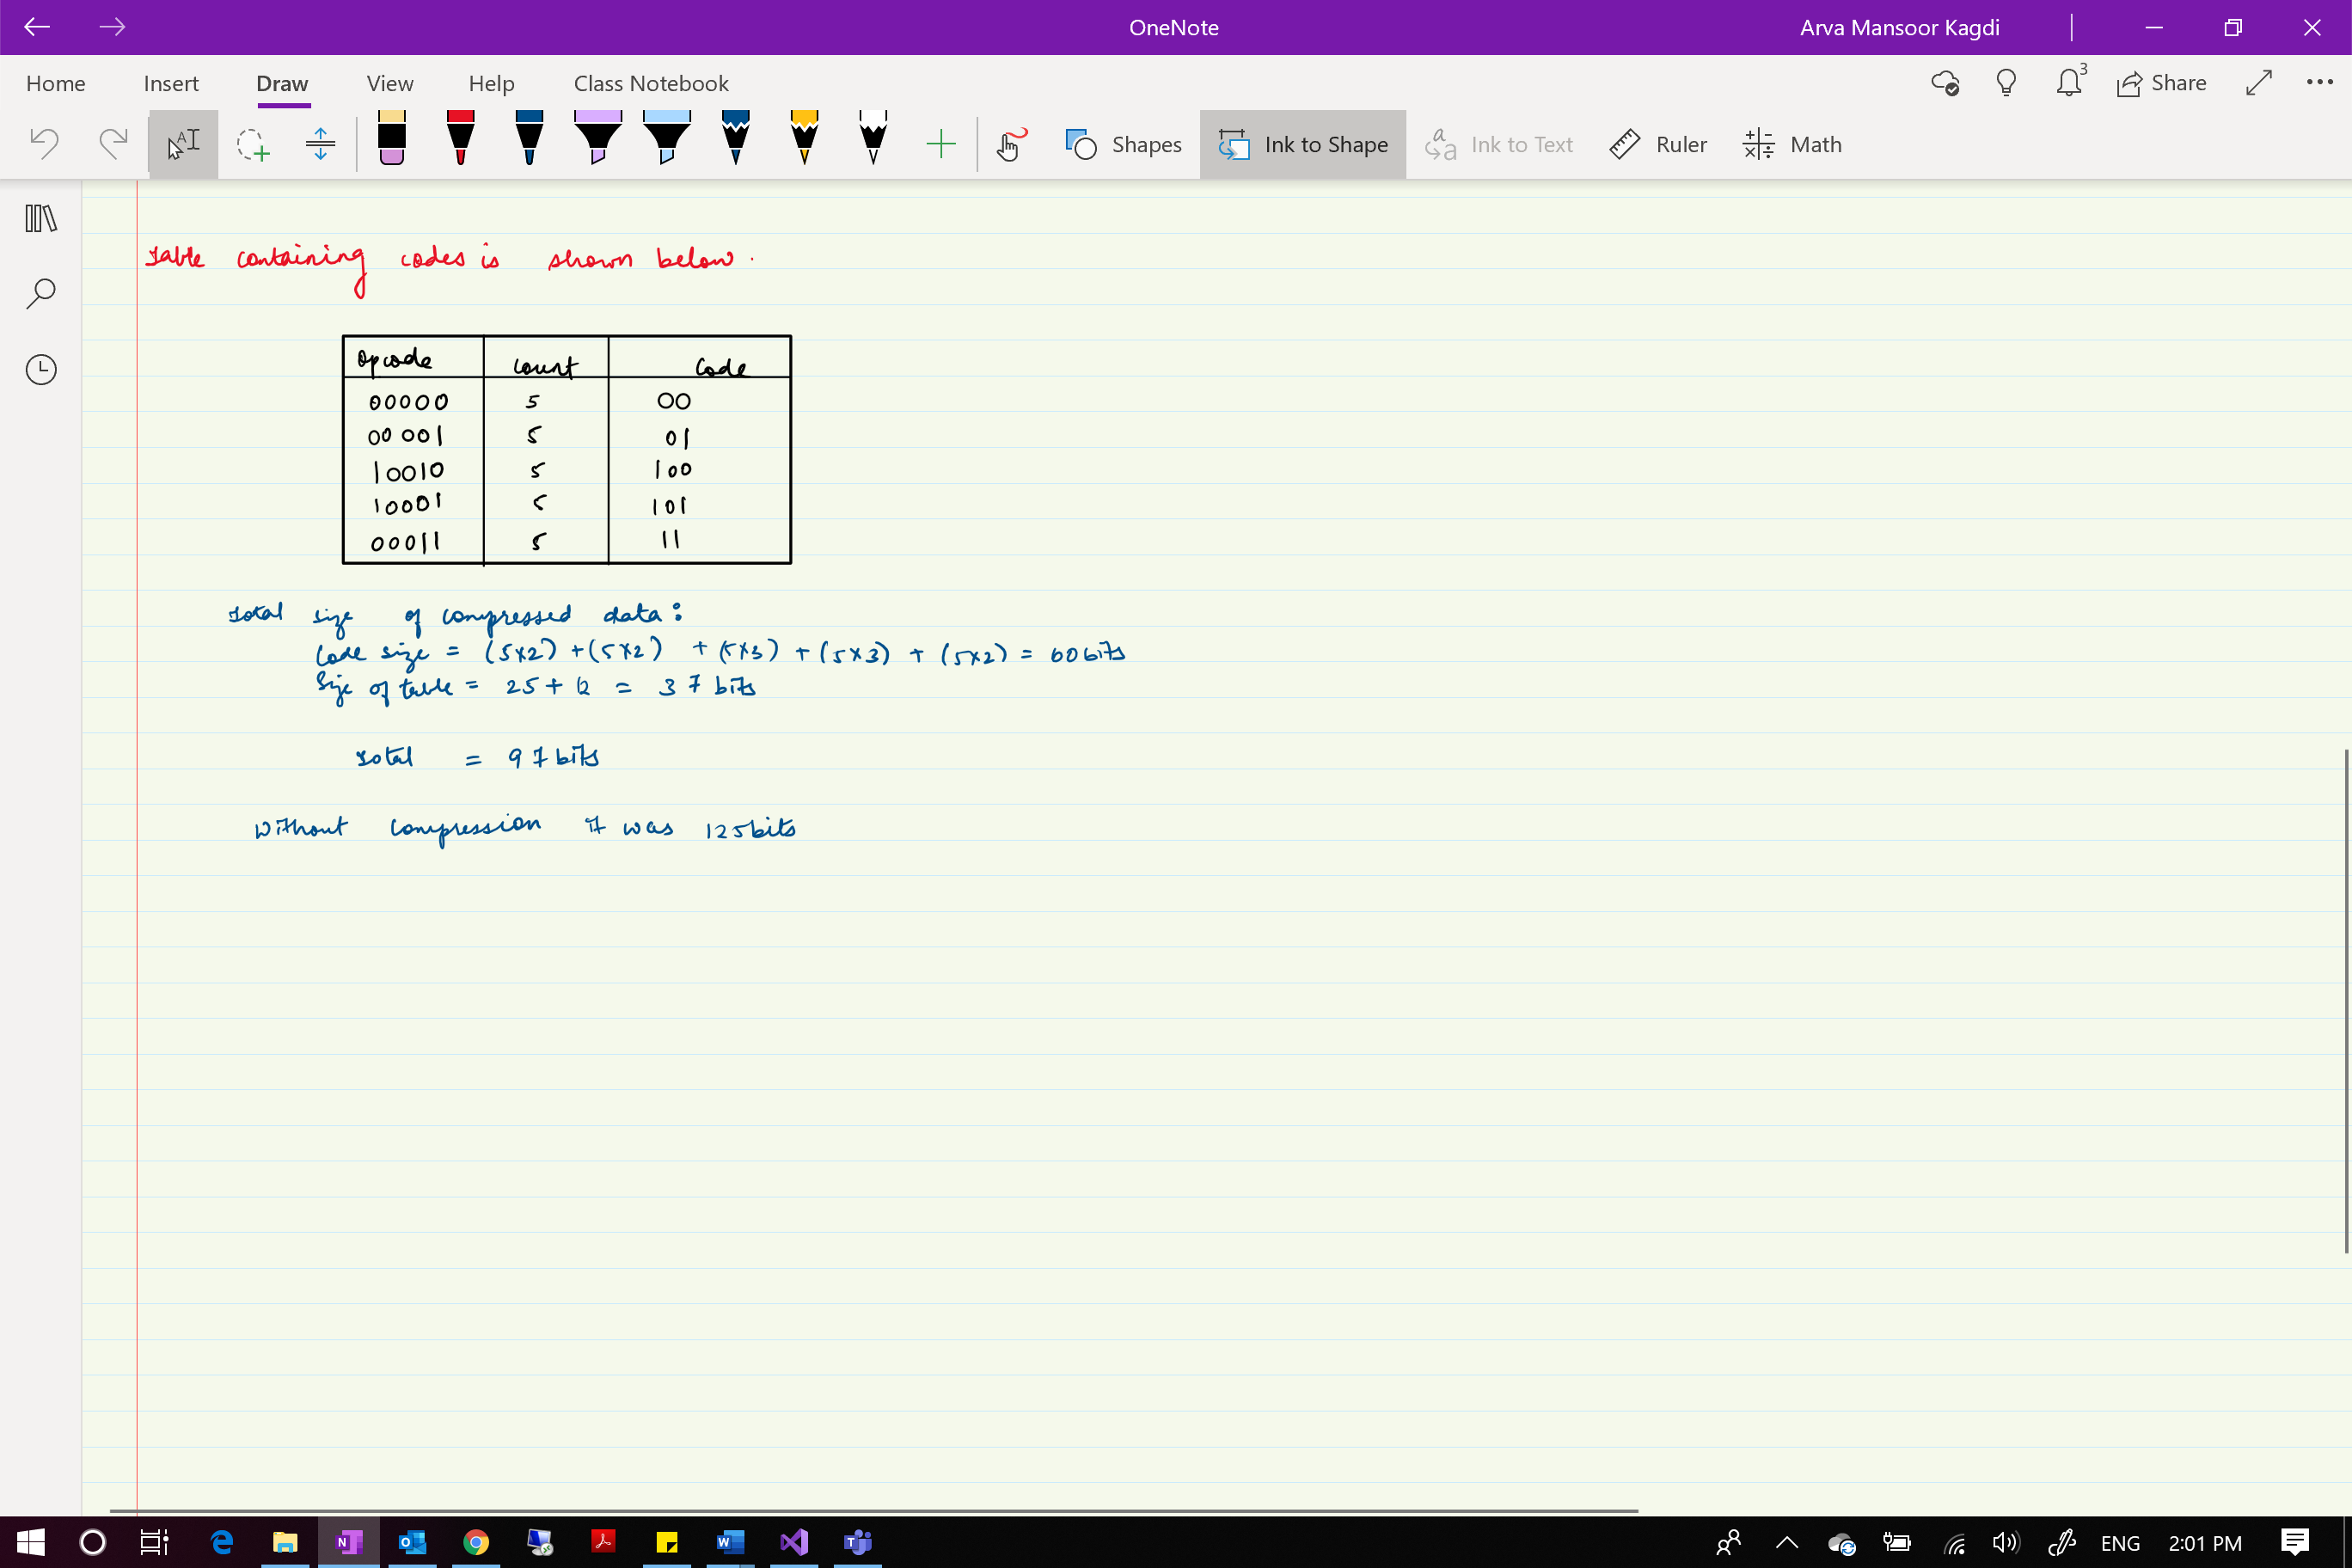 OneNote
Arva Mansoor Kagdi
Home Insert Draw View Help Class Notebook
3 Share
Shapes Ink to Shape Ink to Text Ruler Math
Table containing codes is shown below.
Opcode count Code
00000 5 00
00001 5 01
10010 5 100
10001 5 101
00011 5 11
Total size of compressed data:
Code size = (5x2) + (5x2) + (5x3) + (5x3) + (5x2) = 60 bits
Size of table = 25 + 12 = 37 bits
Total = 97 bits
Without compression it was 125 bits
ENG 2:01 PM